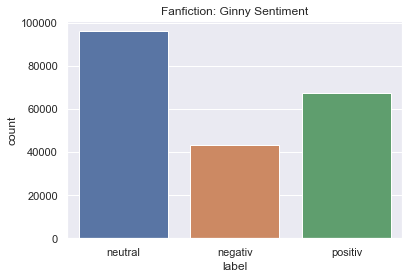 Fanfiction: Ginny Sentiment
100000
80000
60000
40000
20000
0
count
neutral negativ positiv
label